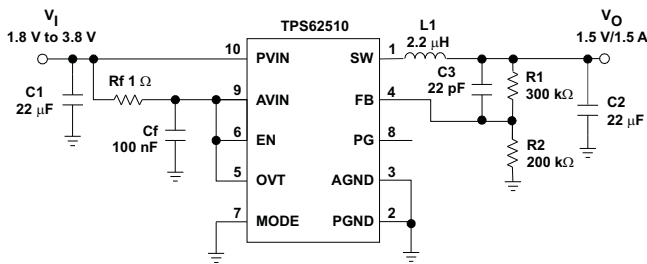 TPS62510
V_I
1.8 V to 3.8 V
V_O
1.5 V/1.5 A
L1
2.2 μH
10
PVIN
SW
1
C1
22 μF
Rf 1 Ω
9
AVIN
FB
4
C3
22 pF
R1
300 kΩ
C2
22 μF
Cf
100 nF
6
EN
PG
8
R2
200 kΩ
5
OVT
AGND
3
7
MODE
PGND
2